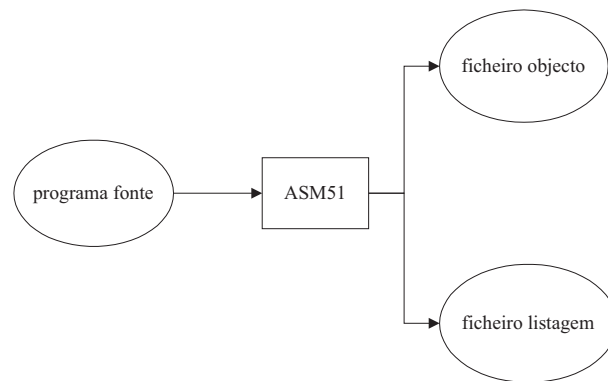 ficheiro objecto
programa fonte
ASM51
ficheiro listagem